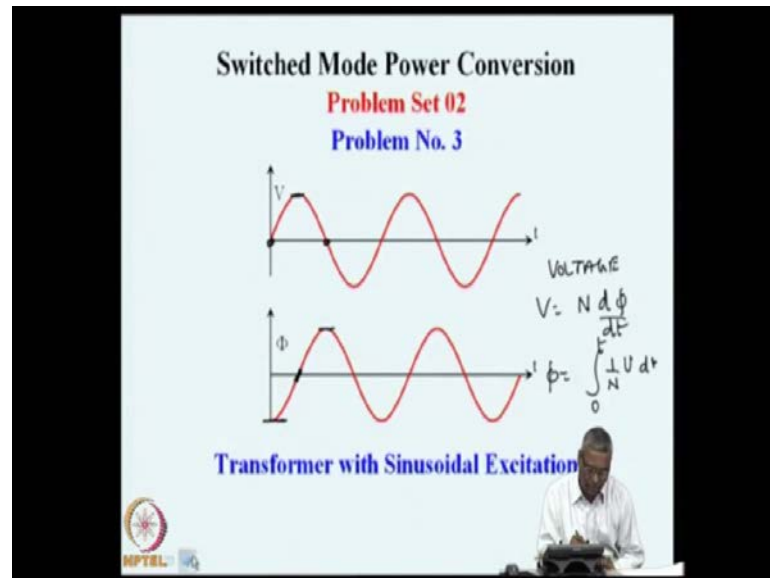 Switched Mode Power Conversion
Problem Set 02
Problem No. 3
V
t
VOLTAGE
V= N dϕ/dt
Φ
t
ϕ= ∫₀ᵗ 1/N v dt
Transformer with Sinusoidal Excitation
NPTEL